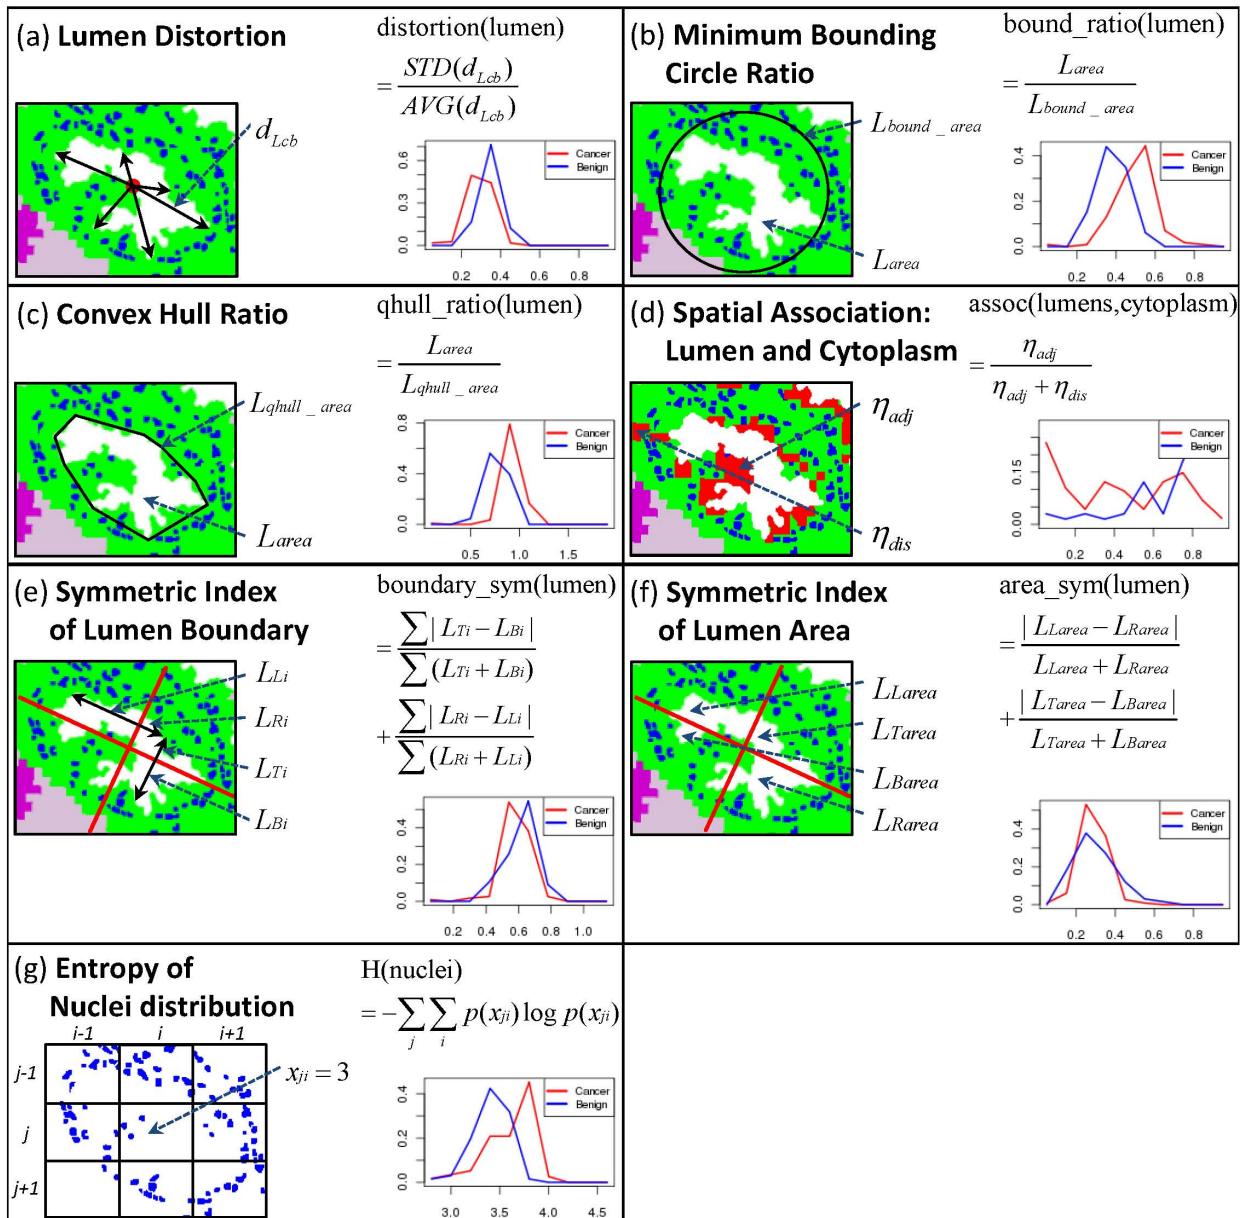 (a) Lumen Distortion
distortion(lumen)
= STD(d_Lcb) / AVG(d_Lcb)
d_Lcb
Cancer
Benign
0.0 0.3 0.6
0.2 0.4 0.6 0.8
(b) Minimum Bounding
Circle Ratio
bound_ratio(lumen)
= L_area / L_bound_area
L_bound_area
L_area
Cancer
Benign
0.0 0.2 0.4
0.2 0.4 0.6 0.8
(c) Convex Hull Ratio
qhull_ratio(lumen)
= L_area / L_qhull_area
L_qhull_area
L_area
Cancer
Benign
0.0 0.4 0.8
0.5 1.0 1.5
(d) Spatial Association:
Lumen and Cytoplasm
assoc(lumens,cytoplasm)
= η_adj / η_adj + η_dis
η_adj
η_dis
Cancer
Benign
0.00 0.15
0.2 0.4 0.6 0.8
(e) Symmetric Index
of Lumen Boundary
boundary_sym(lumen)
= ∑ | L_Ti − L_Bi | / ∑ (L_Ti + L_Bi)
+ ∑ | L_Ri − L_Li | / ∑ (L_Ri + L_Li)
L_Li
L_Ri
L_Ti
L_Bi
Cancer
Benign
0.0 0.2 0.4
0.2 0.4 0.6 0.8 1.0
(f) Symmetric Index
of Lumen Area
area_sym(lumen)
= | L_Larea − L_Rarea | / L_Larea + L_Rarea
+ | L_Tarea − L_Barea | / L_Tarea + L_Barea
L_Larea
L_Tarea
L_Barea
L_Rarea
Cancer
Benign
0.0 0.2 0.4
0.2 0.4 0.6 0.8
(g) Entropy of
Nuclei distribution
H(nuclei)
= −∑_j ∑_i p(x_ji) log p(x_ji)
i-1 i i+1
j-1
j
j+1
x_ji = 3
Cancer
Benign
0.0 0.2 0.4
3.0 3.5 4.0 4.5